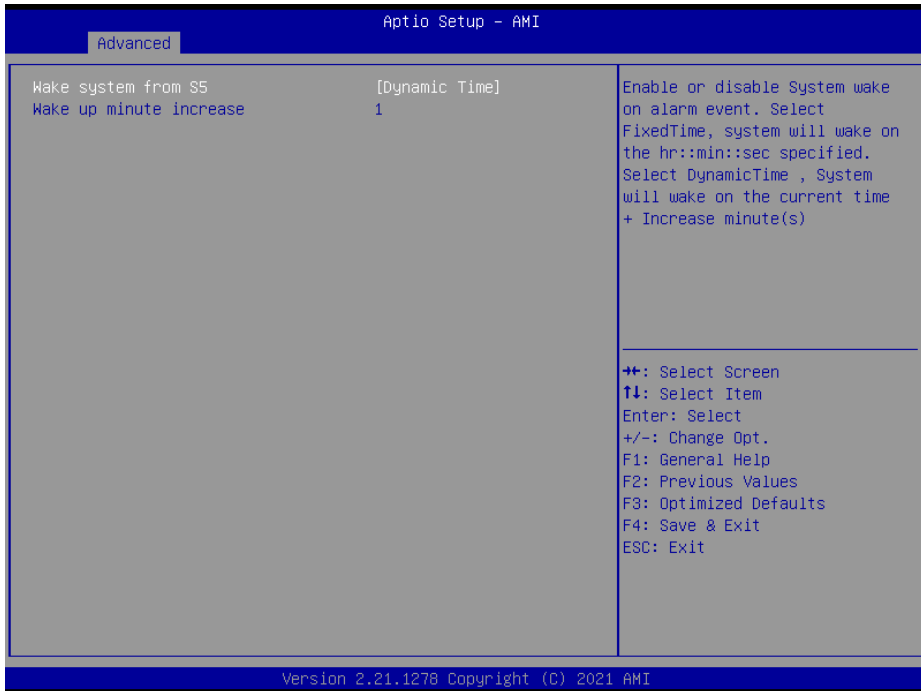 Aptio Setup – AMI
Advanced
Wake system from S5 [Dynamic Time]
Wake up minute increase 1
Enable or disable System wake
on alarm event. Select
FixedTime, system will wake on
the hr::min::sec specified.
Select DynamicTime , System
will wake on the current time
+ Increase minute(s)
→←: Select Screen
↑↓: Select Item
Enter: Select
+/-: Change Opt.
F1: General Help
F2: Previous Values
F3: Optimized Defaults
F4: Save & Exit
ESC: Exit
Version 2.21.1278 Copyright (C) 2021 AMI